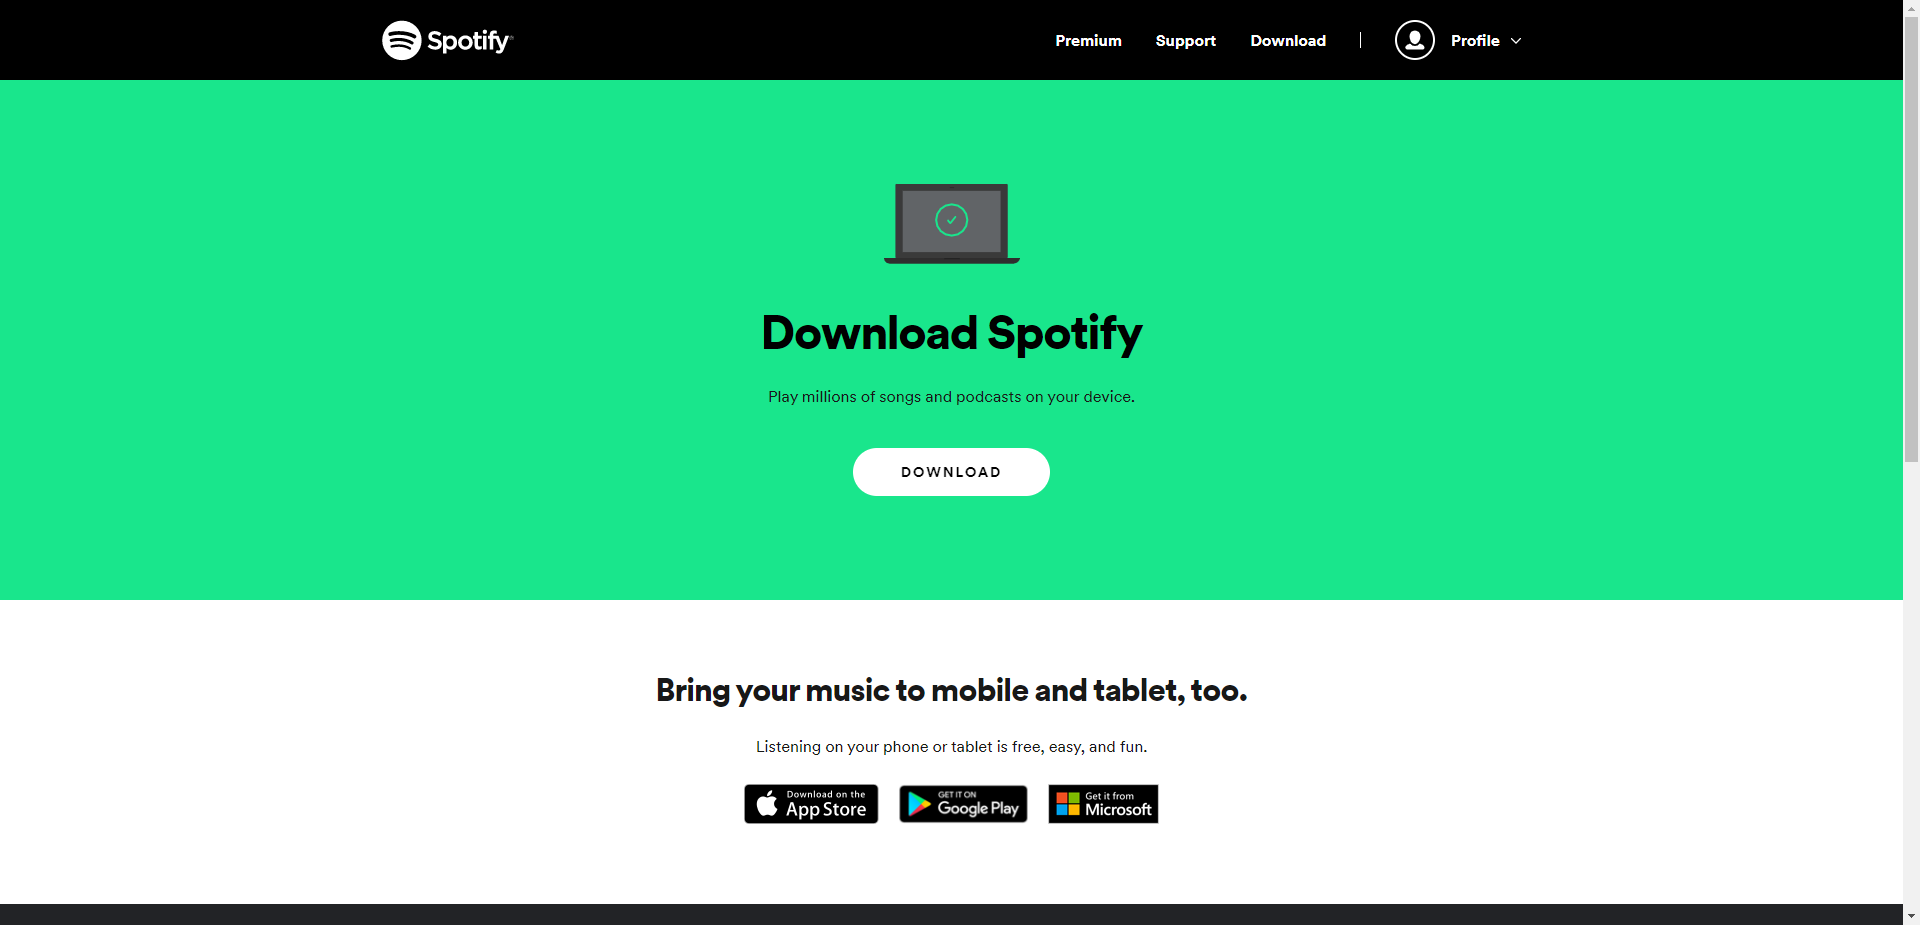 Spotify
Premium
Support
Download
Profile
Download Spotify
Play millions of songs and podcasts on your device.
DOWNLOAD
Bring your music to mobile and tablet, too.
Listening on your phone or tablet is free, easy, and fun.
Download on the
App Store
GET IT ON
Google Play
Get it from
Microsoft